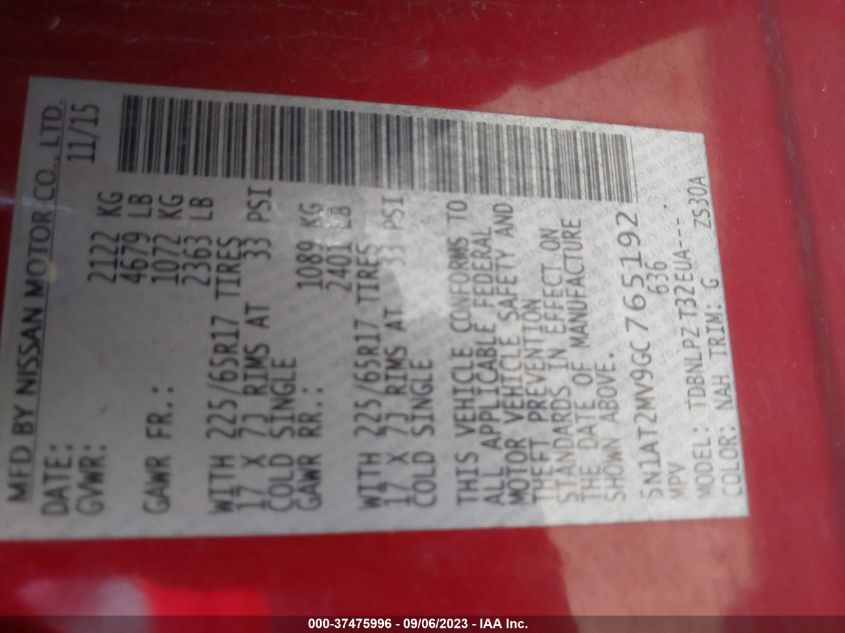 MFD BY NISSAN MOTOR CO., LTD.
DATE: 11/15
GVWR: 2122 KG
4679 LB
GAWR FR.: 1072 KG
2363 LB
WITH 225/65R17 TIRES
17 X 7J RIMS AT 33 PSI
COLD SINGLE
GAWR RR.: 1089 KG
2401 LB
WITH 225/65R17 TIRES
17 X 7J RIMS AT 33 PSI
COLD SINGLE
THIS VEHICLE CONFORMS TO
ALL APPLICABLE FEDERAL
MOTOR VEHICLE SAFETY AND
THEFT PREVENTION
STANDARDS IN EFFECT ON
THE DATE OF MANUFACTURE
SHOWN ABOVE.
5N1AT2MV9GC765192
MPV 636
MODEL: TDBNLPZ T32EUA---
COLOR: NAH TRIM: G ZS30A
000-37475996 - 09/06/2023 - IAA Inc.